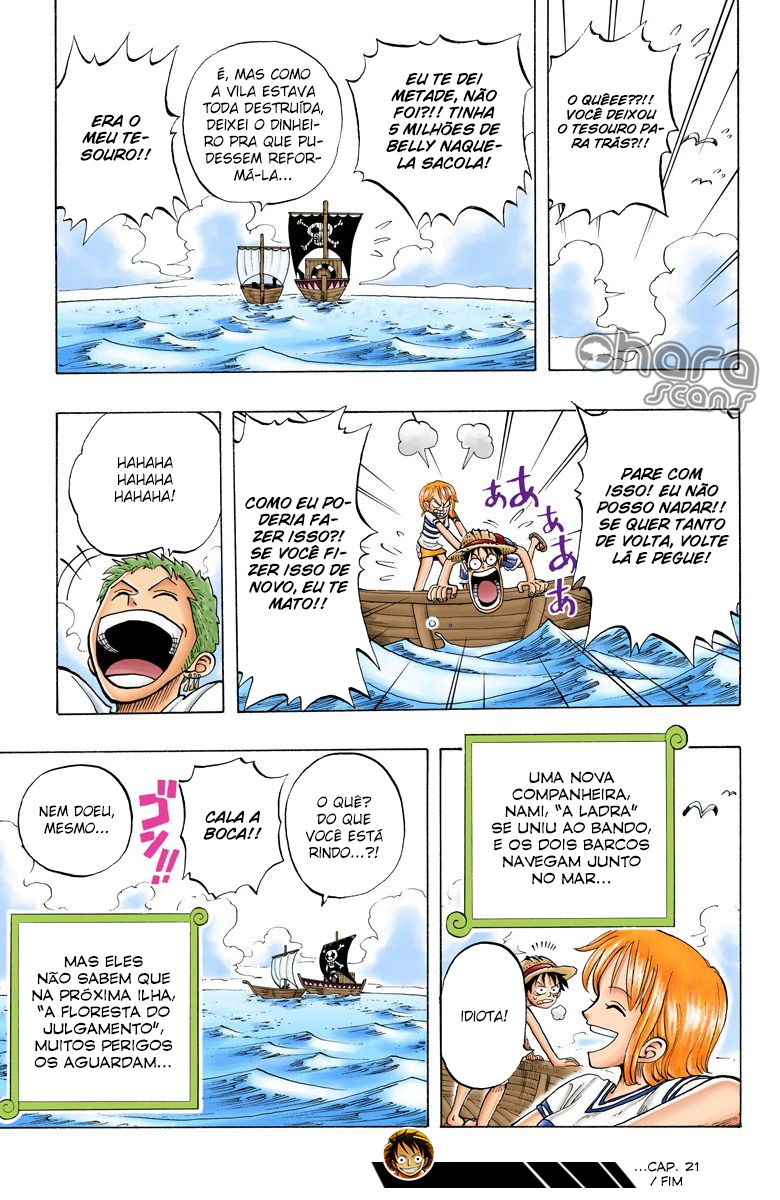 O QUÊEE??!!
VOCÊ DEIXOU
O TESOURO PA-
RA TRÁS?!!
EU TE DEI
METADE, NÃO
FOI?!! TINHA
5 MILHÕES DE
BELLY NAQUE-
LA SACOLA!
É, MAS COMO
A VILA ESTAVA
TODA DESTRUÍDA,
DEIXEI O DINHEI-
RO PRA QUE PU-
DESSEM REFOR-
MÁ-LA...
ERA O
MEU TE-
SOURO!!
Ohara
scans
PARE COM
ISSO! EU NÃO
POSSO NADAR!!
SE QUER TANTO
DE VOLTA, VOLTE
LÁ E PEGUE!
ああぁぁぁ
COMO EU PO-
DERIA FA-
ZER ISSO?!
SE VOCÊ FI-
ZER ISSO DE
NOVO, EU TE
MATO!!
HAHAHA
HAHAHA
HAHAHA!
UMA NOVA
COMPANHEIRA,
NAMI, “A LADRA”
SE UNIU AO BANDO,
E OS DOIS BARCOS
NAVEGAM JUNTO
NO MAR...
IDIOTA!
O QUÊ?
DO QUE
VOCÊ ESTÁ
RINDO...?!
CALA A
BOCA!!
ゴン!!
NEM DOEU,
MESMO...
MAS ELES
NÃO SABEM QUE
NA PRÓXIMA ILHA,
“A FLORESTA DO
JULGAMENTO”,
MUITOS PERIGOS
OS AGUARDAM...
...CAP. 21
/ FIM